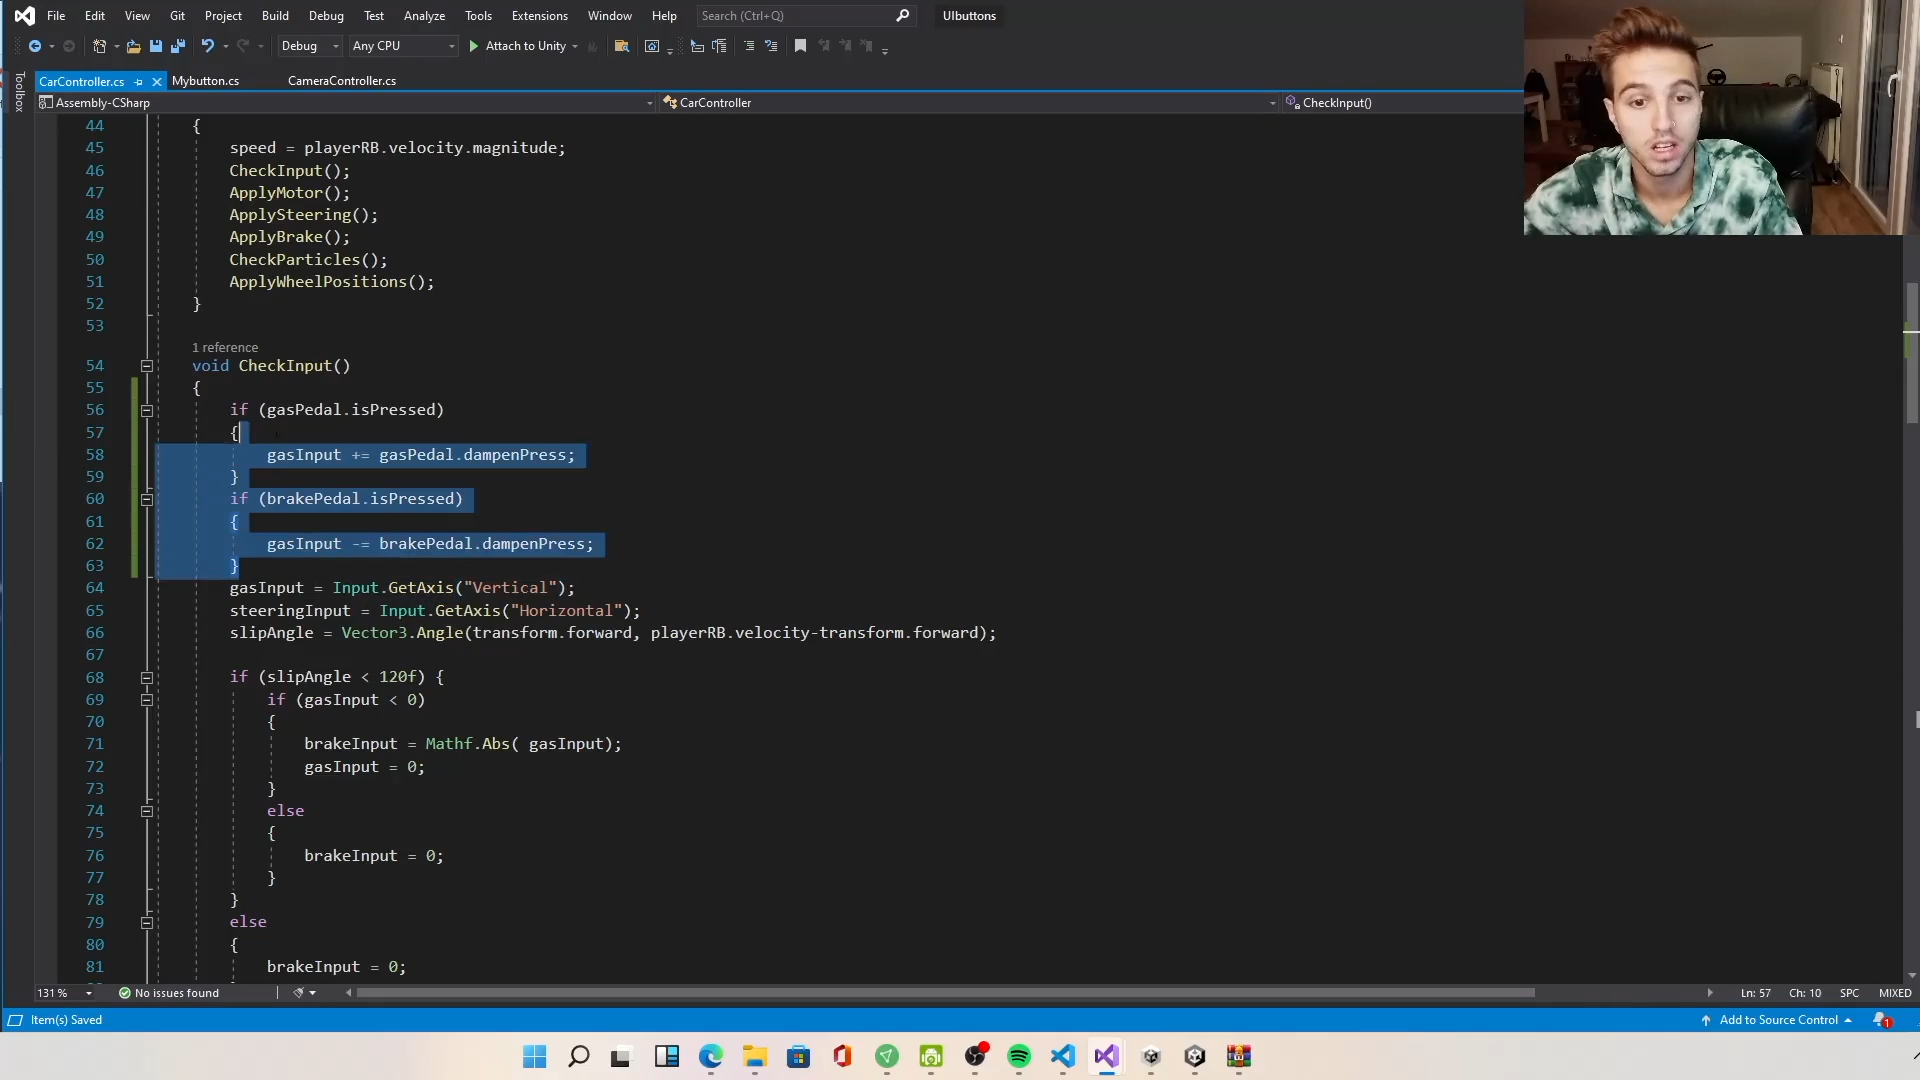 File Edit View Git Project Build Debug Test Analyze Tools Extensions Window Help Search (Ctrl+Q) UIbuttons
Debug Any CPU Attach to Unity
CarController.cs Mybutton.cs CameraController.cs
Toolbox
Assembly-CSharp CarController CheckInput()
44 {
45 speed = playerRB.velocity.magnitude;
46 CheckInput();
47 ApplyMotor();
48 ApplySteering();
49 ApplyBrake();
50 CheckParticles();
51 ApplyWheelPositions();
52 }
53
1 reference
54 void CheckInput()
55 {
56 if (gasPedal.isPressed)
57 {
58 gasInput += gasPedal.dampenPress;
59 }
60 if (brakePedal.isPressed)
61 {
62 gasInput -= brakePedal.dampenPress;
63 }
64 gasInput = Input.GetAxis("Vertical");
65 steeringInput = Input.GetAxis("Horizontal");
66 slipAngle = Vector3.Angle(transform.forward, playerRB.velocity-transform.forward);
67
68 if (slipAngle < 120f) {
69 if (gasInput < 0)
70 {
71 brakeInput = Mathf.Abs( gasInput);
72 gasInput = 0;
73 }
74 else
75 {
76 brakeInput = 0;
77 }
78 }
79 else
80 {
81 brakeInput = 0;
131 % No issues found Ln: 57 Ch: 10 SPC MIXED
Item(s) Saved Add to Source Control 1